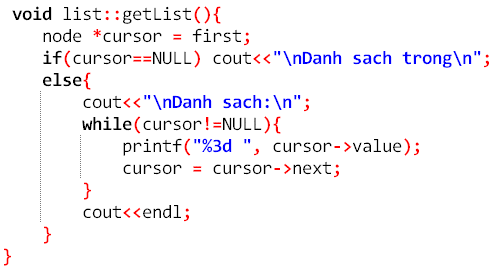 void list::getList(){
node *cursor = first;
if(cursor==NULL) cout<<"\nDanh sach trong\n";
else{
cout<<"\nDanh sach:\n";
while(cursor!=NULL){
printf("%3d ", cursor->value);
cursor = cursor->next;
}
cout<<endl;
}
}